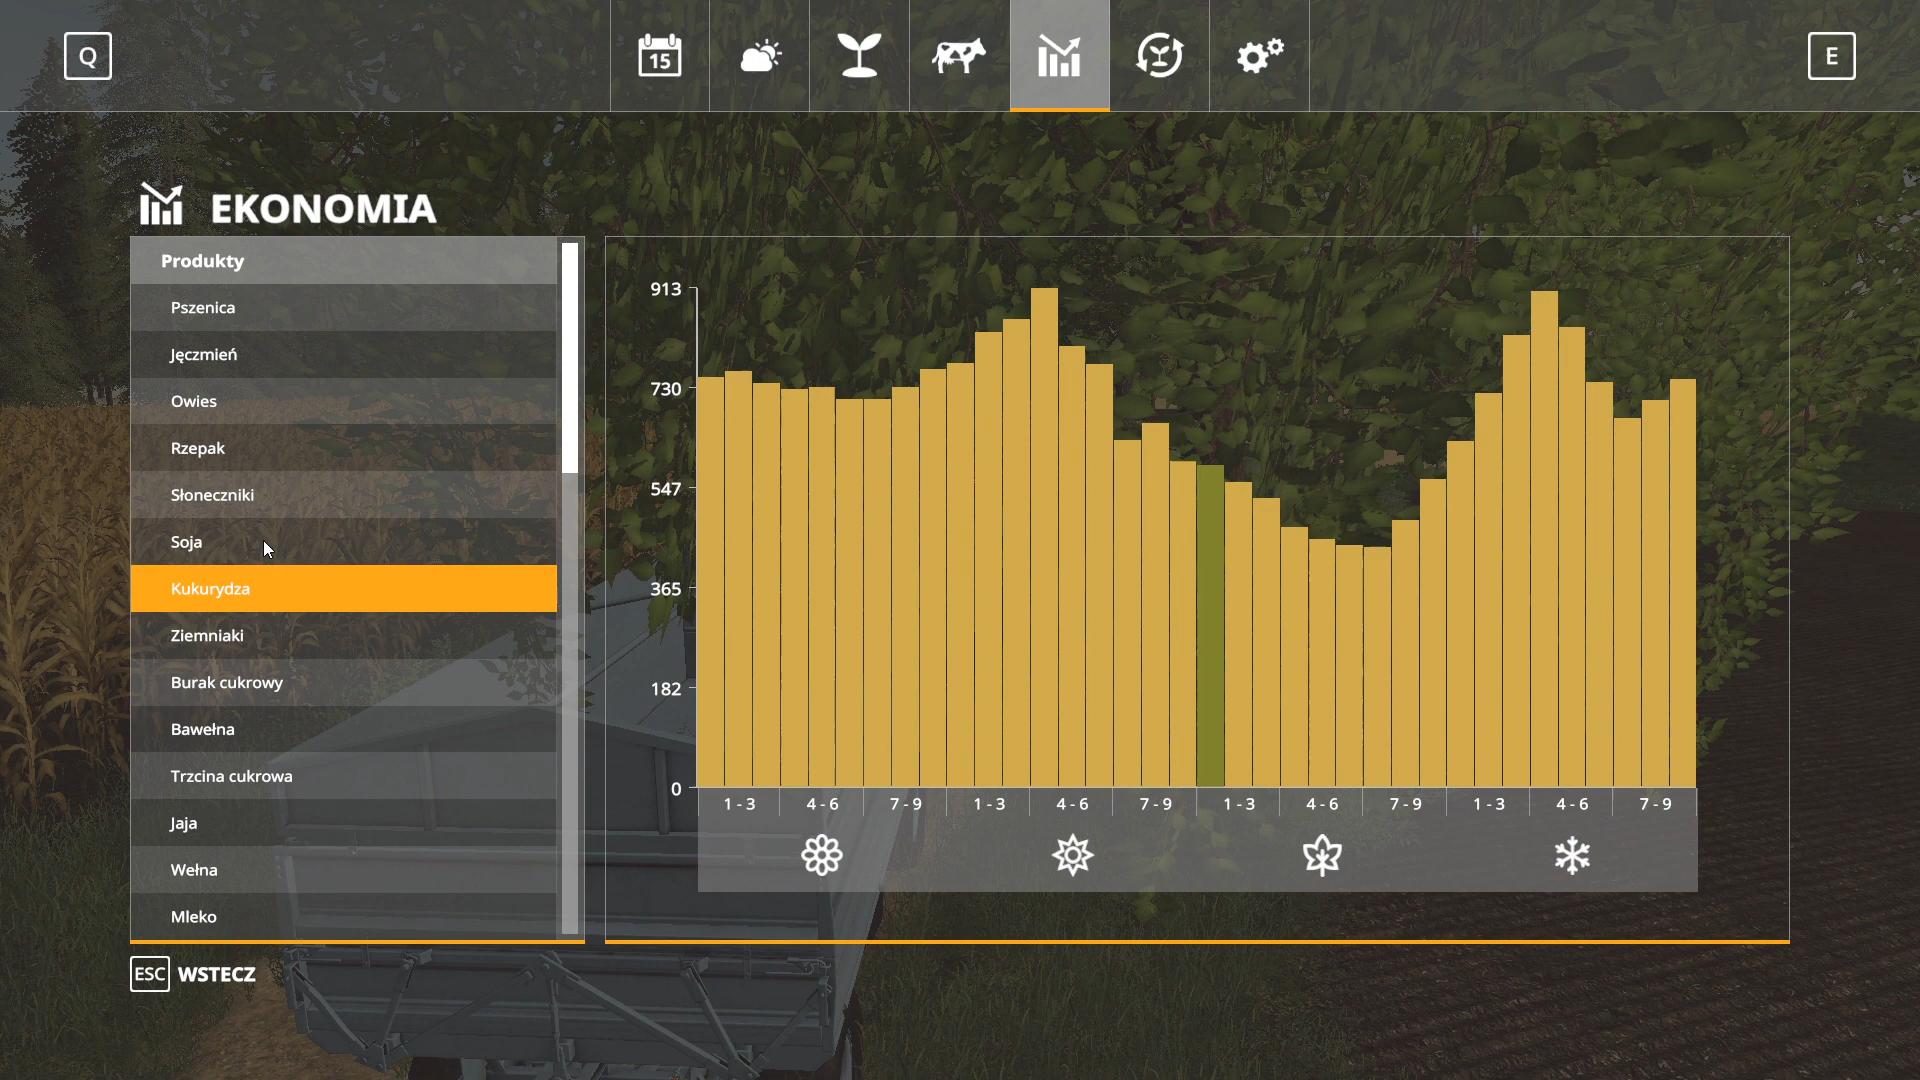 Q
15
E
EKONOMIA
Produkty
Pszenica
Jęczmień
Owies
Rzepak
Słoneczniki
Soja
Kukurydza
Ziemniaki
Burak cukrowy
Bawełna
Trzcina cukrowa
Jaja
Wełna
Mleko
913
730
547
365
182
0
1 - 3 4 - 6 7 - 9 1 - 3 4 - 6 7 - 9 1 - 3 4 - 6 7 - 9 1 - 3 4 - 6 7 - 9
ESC WSTECZ